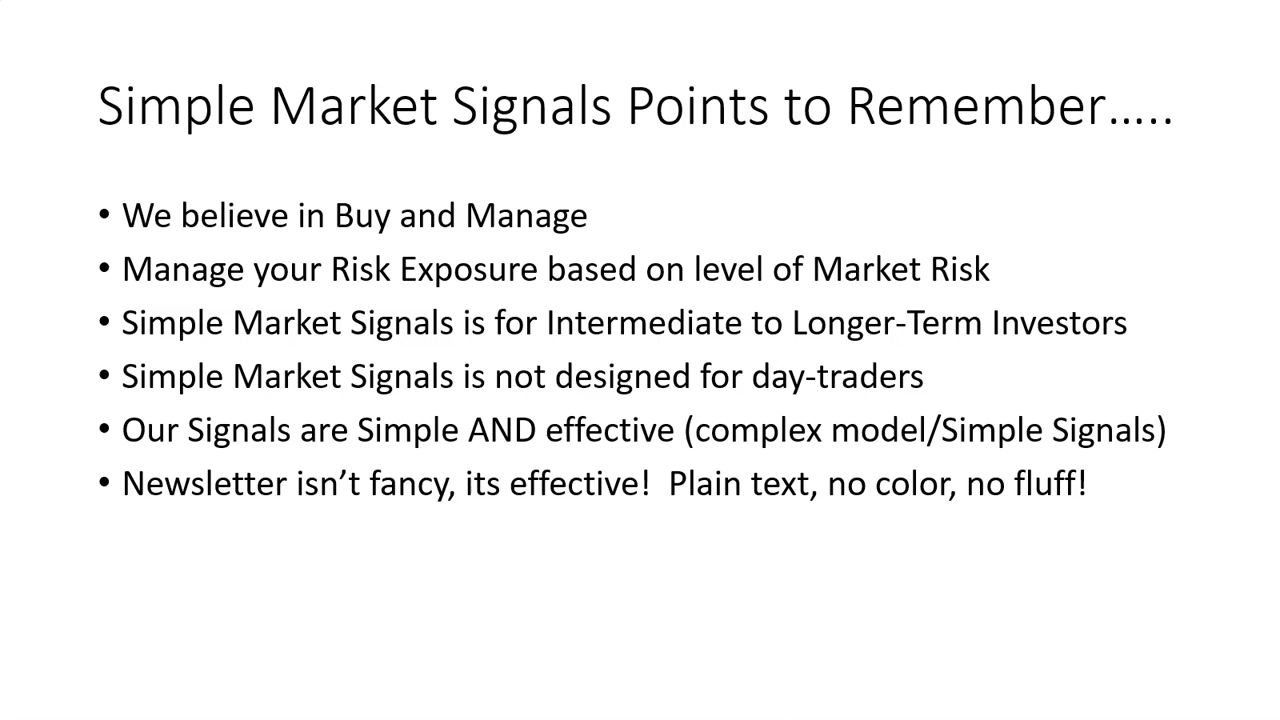 Simple Market Signals Points to Remember…..
• We believe in Buy and Manage
• Manage your Risk Exposure based on level of Market Risk
• Simple Market Signals is for Intermediate to Longer-Term Investors
• Simple Market Signals is not designed for day-traders
• Our Signals are Simple AND effective (complex model/Simple Signals)
• Newsletter isn’t fancy, its effective!  Plain text, no color, no fluff!